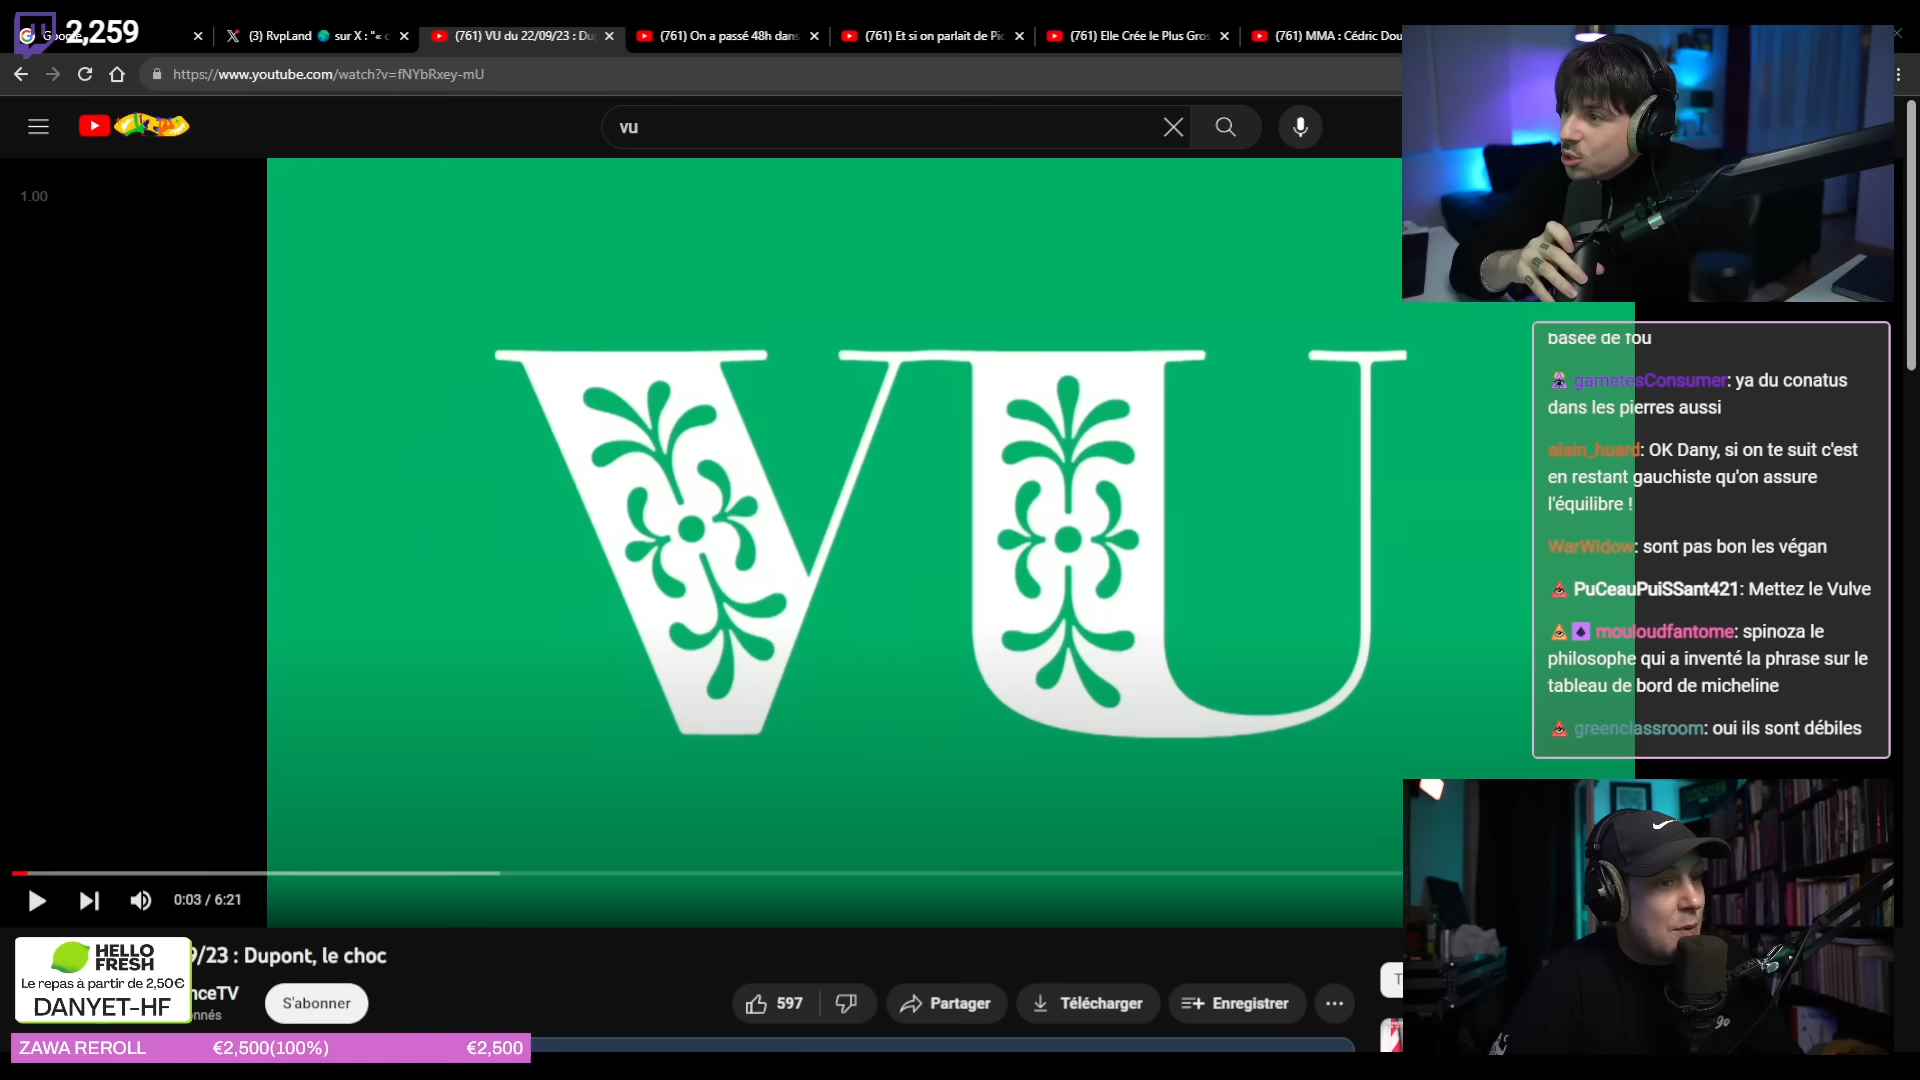 2,259
Google
(3) RvpLand 🌍 sur X : "« c
(761) VU du 22/09/23 : Du
(761) On a passé 48h dans
(761) Et si on parlait de Pic
(761) Elle Crée le Plus Gros
(761) MMA : Cédric Dou
https://www.youtube.com/watch?v=fNYbRxey-mU
vu
1.00
VU
basée de fou
gametesConsumer: ya du conatus
dans les pierres aussi
alain_huard: OK Dany, si on te suit c'est
en restant gauchiste qu'on assure
l'équilibre !
WarWidow: sont pas bon les végan
PuCeauPuiSSant421: Mettez le Vulve
mouloudfantome: spinoza le
philosophe qui a inventé la phrase sur le
tableau de bord de micheline
greenclassroom: oui ils sont débiles
0:03 / 6:21
HELLO
FRESH
Le repas à partir de 2,50€
DANYET-HF
9/23 : Dupont, le choc
nceTV
nnés
S'abonner
597
Partager
Télécharger
Enregistrer
T
ZAWA REROLL €2,500(100%) €2,500
go